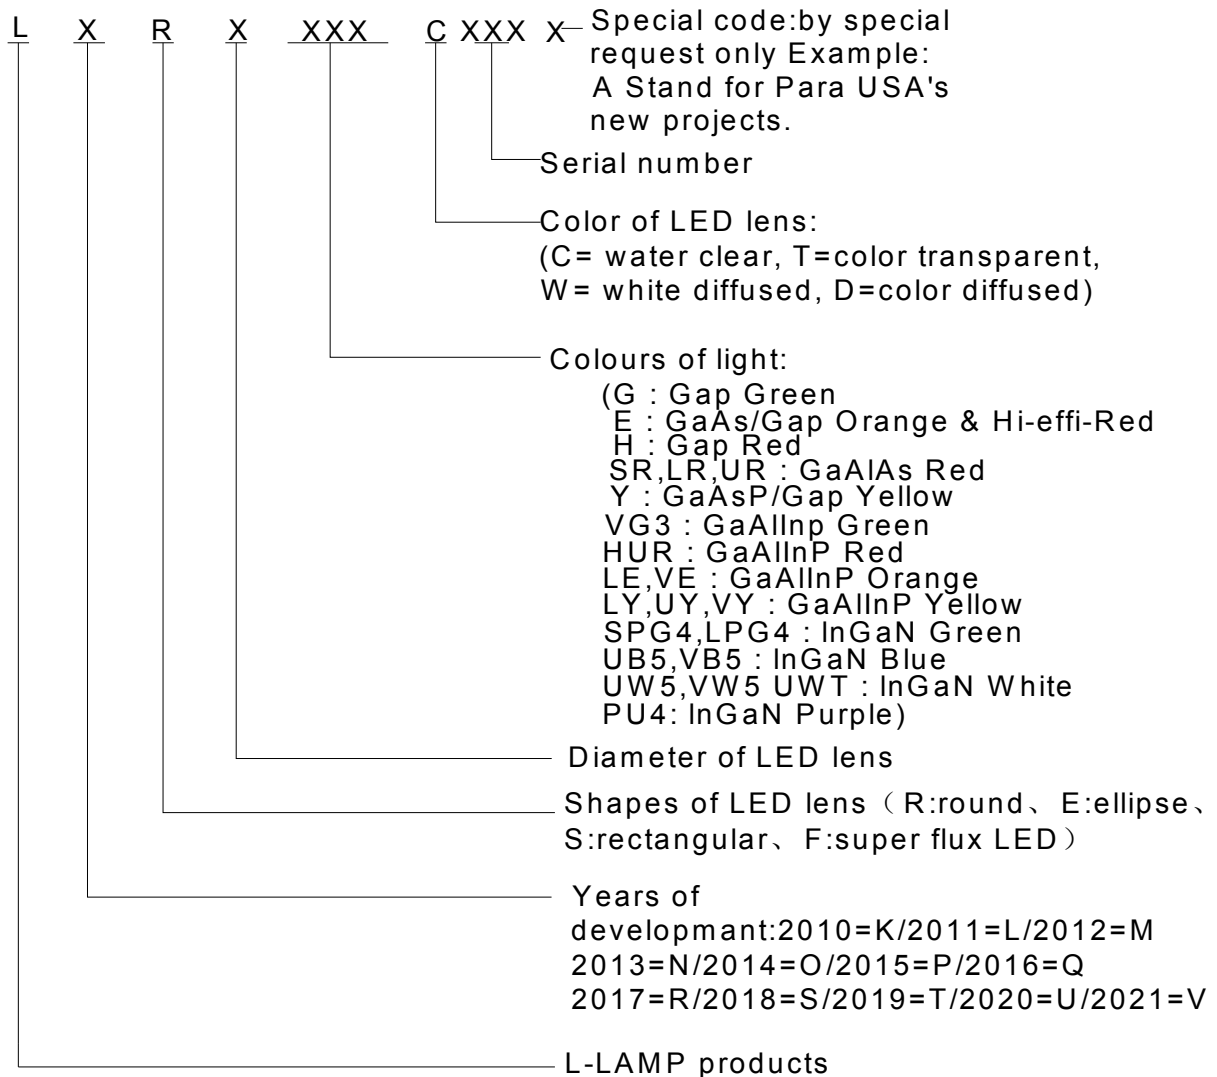 L X R X XXX C XXX X Special code:by special
request only Example:
A Stand for Para USA's
new projects.
Serial number
Color of LED lens:
(C= water clear, T=color transparent,
W= white diffused, D=color diffused)
Colours of light:
(G : Gap Green
E : GaAs/Gap Orange & Hi-effi-Red
H : Gap Red
SR,LR,UR : GaAlAs Red
Y : GaAsP/Gap Yellow
VG3 : GaAlInp Green
HUR : GaAlInP Red
LE,VE : GaAlInP Orange
LY,UY,VY : GaAlInP Yellow
SPG4,LPG4 : InGaN Green
UB5,VB5 : InGaN Blue
UW5,VW5 UWT : InGaN White
PU4: InGaN Purple)
Diameter of LED lens
Shapes of LED lens（R:round、E:ellipse、
S:rectangular、F:super flux LED）
Years of
developmant:2010=K/2011=L/2012=M
2013=N/2014=O/2015=P/2016=Q
2017=R/2018=S/2019=T/2020=U/2021=V
L-LAMP products